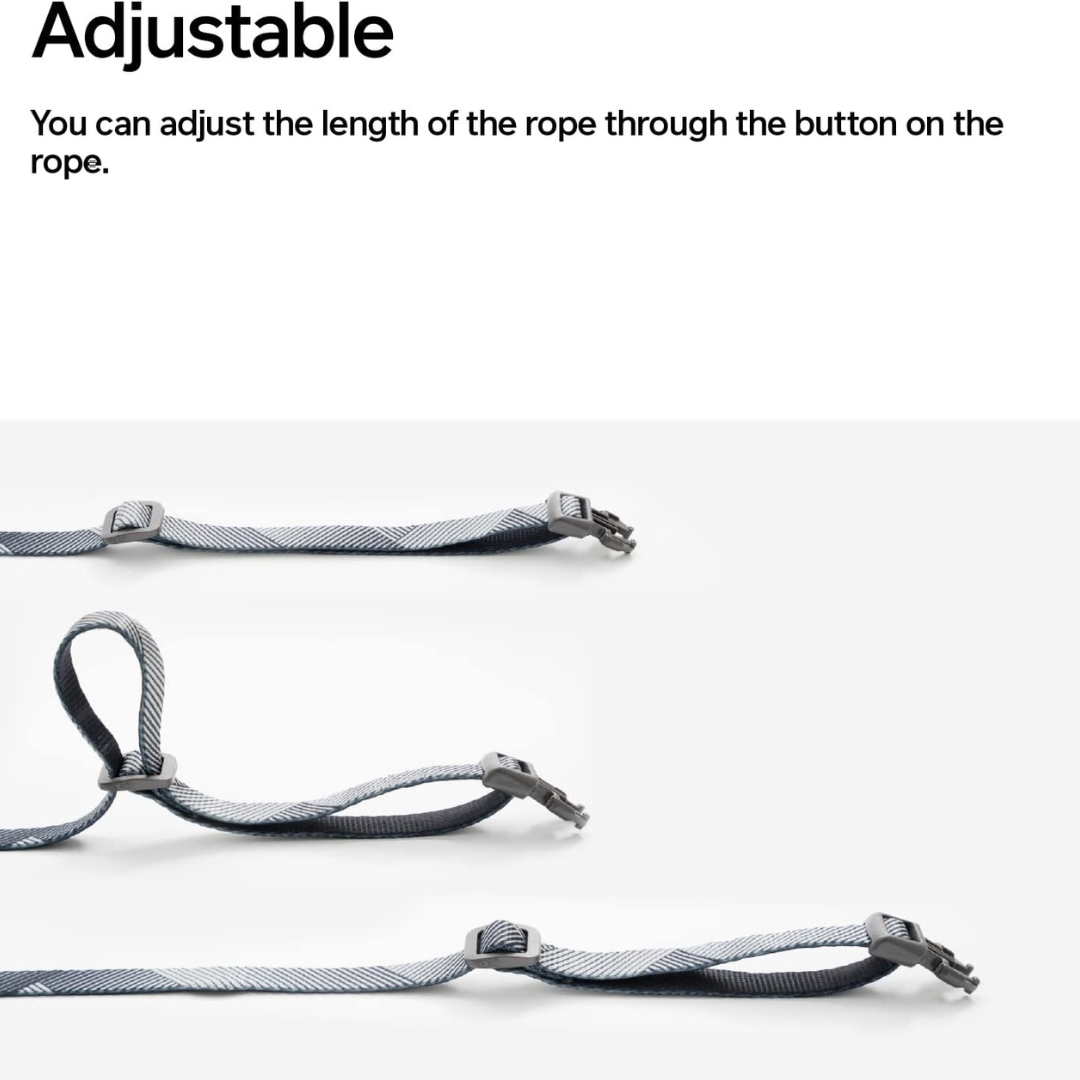 Adjustable
You can adjust the length of the rope through the button on the
rope.